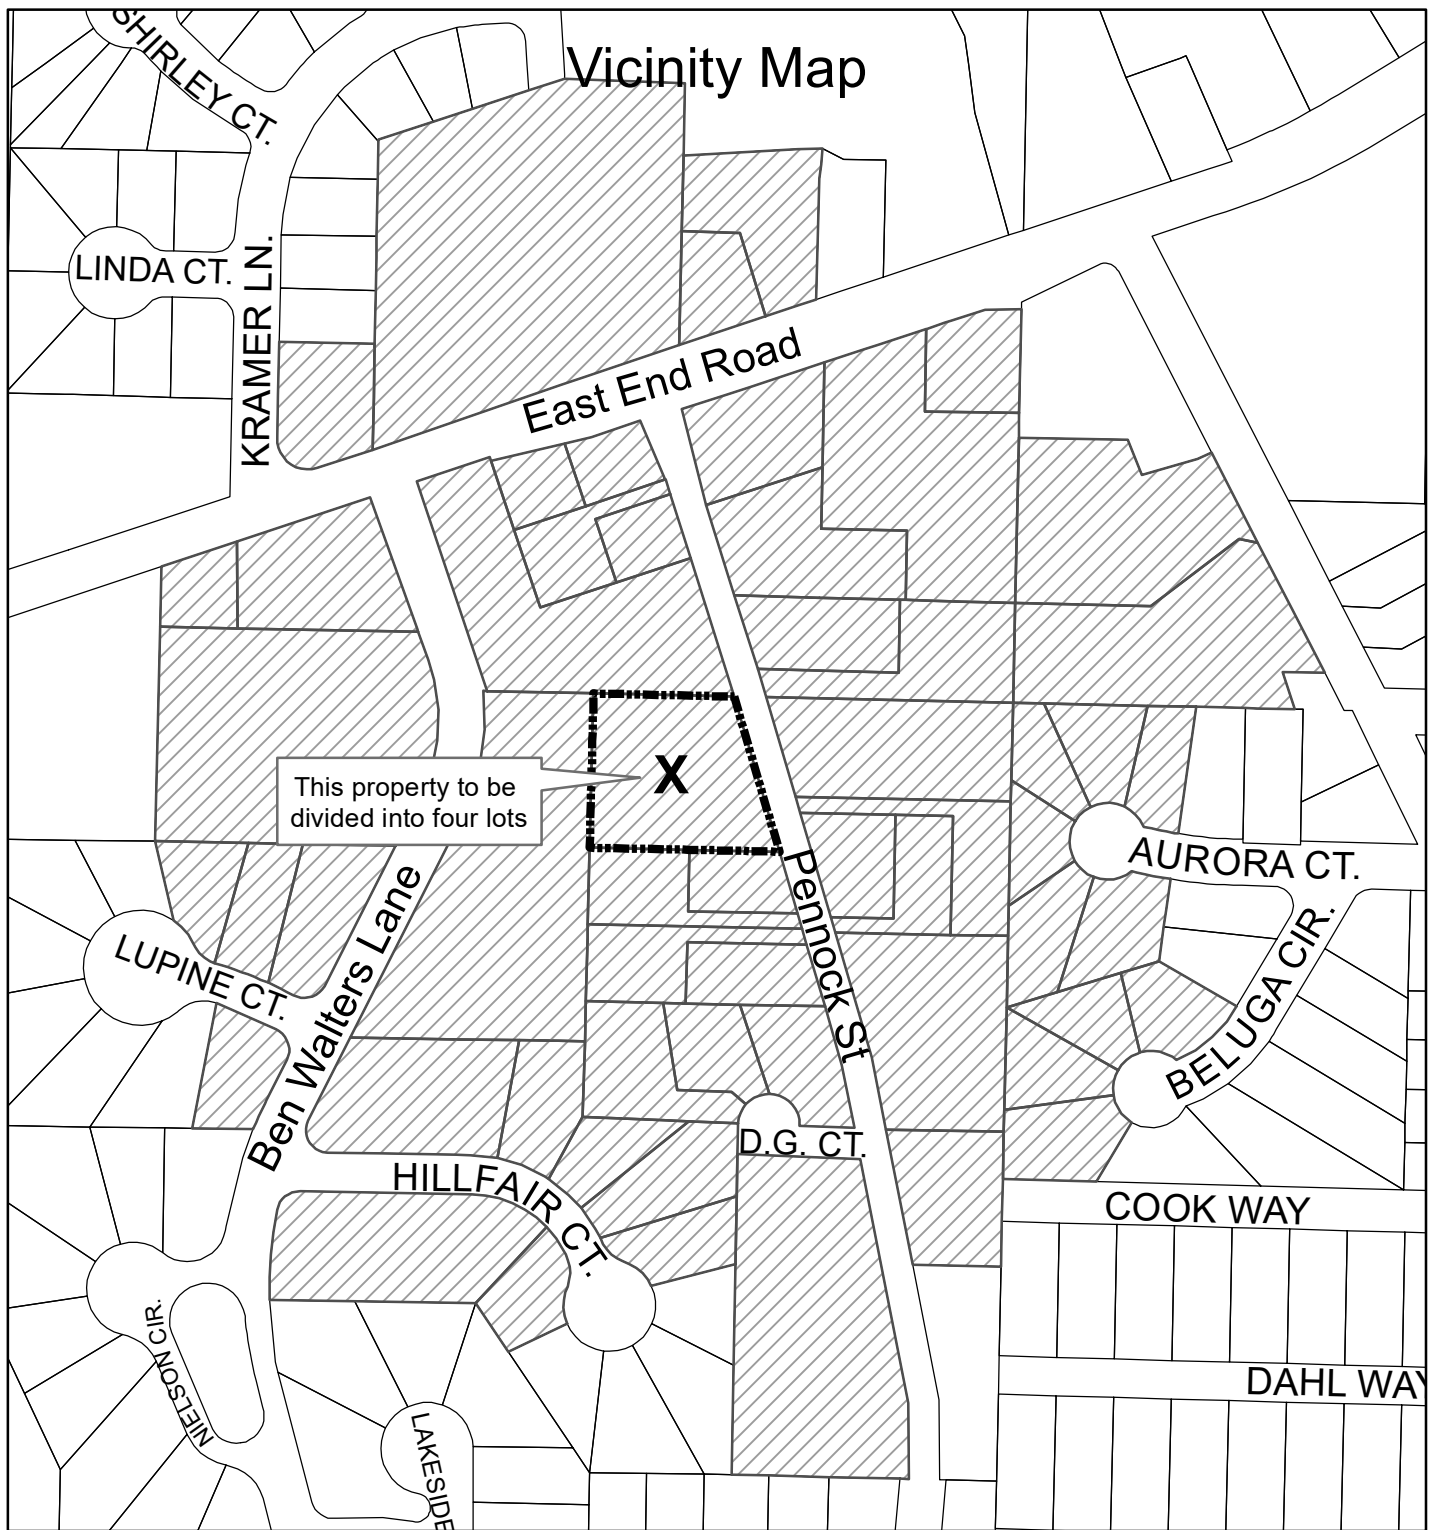 Vicinity Map
SHIRLEY CT.
LINDA CT.
KRAMER LN.
East End Road
This property to be
divided into four lots
X
Pennock St
AURORA CT.
BELUGA CIR.
LUPINE CT.
Ben Walters Lane
D.G. CT.
HILLFAIR CT.
COOK WAY
NIELSON CIR.
DAHL WAY
LAKESIDE